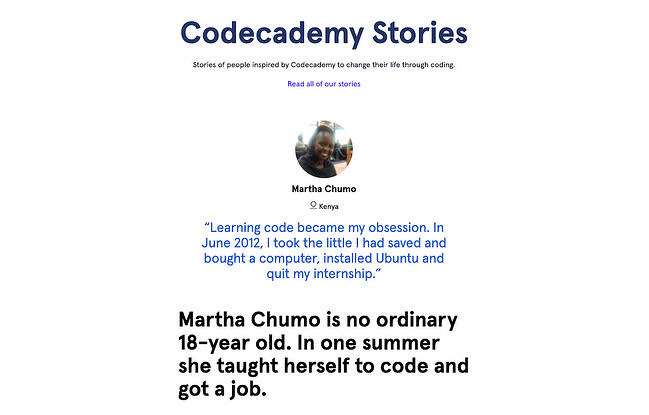 Codecademy Stories
Stories of people inspired by Codecademy to change their life through coding.
Read all of our stories
Martha Chumo
Kenya
“Learning code became my obsession. In
June 2012, I took the little I had saved and
bought a computer, installed Ubuntu and
quit my internship.”
Martha Chumo is no ordinary
18-year old. In one summer
she taught herself to code and
got a job.